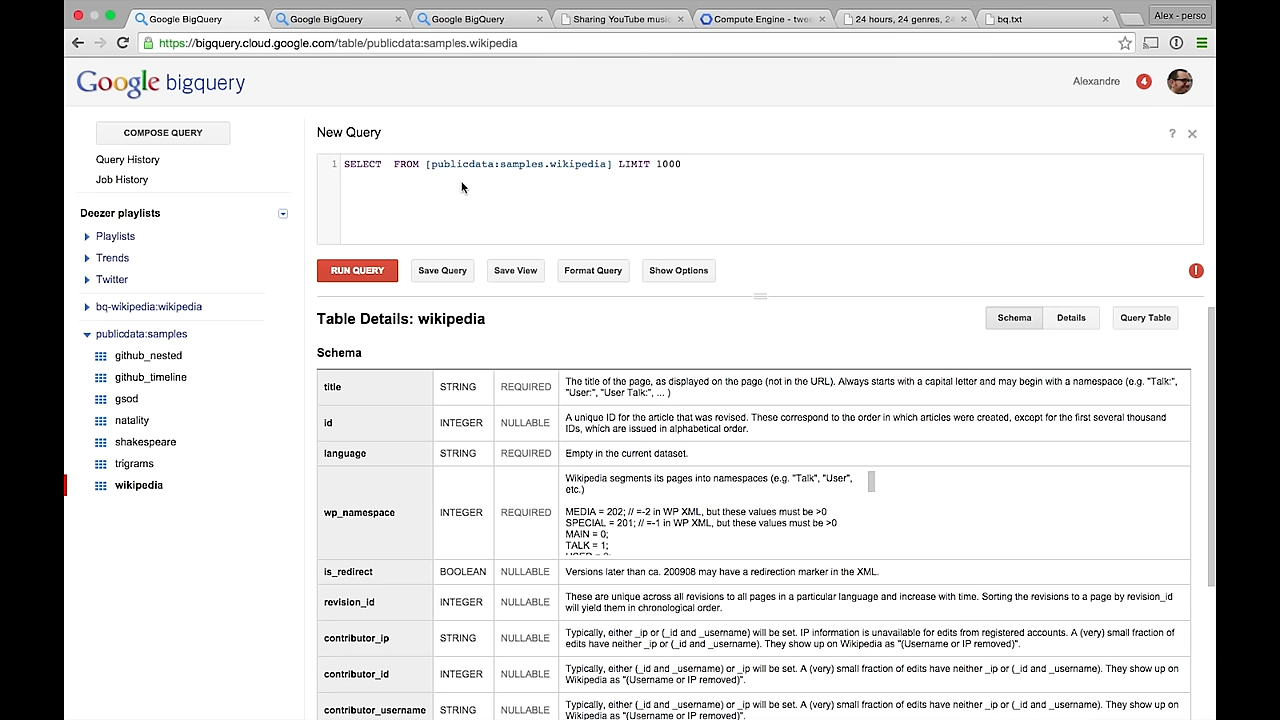 Google BigQuery
Google BigQuery
Google BigQuery
Sharing YouTube musi
Compute Engine - twe
24 hours, 24 genres, 24
bq.txt
Alex - perso
https://bigquery.cloud.google.com/table/publicdata:samples.wikipedia
Google bigquery
Alexandre
4
COMPOSE QUERY
Query History
Job History
Deezer playlists
Playlists
Trends
Twitter
bq-wikipedia:wikipedia
publicdata:samples
github_nested
github_timeline
gsod
natality
shakespeare
trigrams
wikipedia
New Query
?
1 SELECT FROM [publicdata:samples.wikipedia] LIMIT 1000
RUN QUERY
Save Query
Save View
Format Query
Show Options
!
Table Details: wikipedia
Schema
Details
Query Table
Schema
title STRING REQUIRED The title of the page, as displayed on the page (not in the URL). Always starts with a capital letter and may begin with a namespace (e.g. "Talk:",
"User:", "User Talk:", ... )
id INTEGER NULLABLE A unique ID for the article that was revised. These correspond to the order in which articles were created, except for the first several thousand
IDs, which are issued in alphabetical order.
language STRING REQUIRED Empty in the current dataset.
wp_namespace INTEGER REQUIRED Wikipedia segments its pages into namespaces (e.g. "Talk", "User",
etc.)
MEDIA = 202; // =-2 in WP XML, but these values must be >0
SPECIAL = 201; // =-1 in WP XML, but these values must be >0
MAIN = 0;
TALK = 1;
is_redirect BOOLEAN NULLABLE Versions later than ca. 200908 may have a redirection marker in the XML.
revision_id INTEGER NULLABLE These are unique across all revisions to all pages in a particular language and increase with time. Sorting the revisions to a page by revision_id
will yield them in chronological order.
contributor_ip STRING NULLABLE Typically, either _ip or (_id and _username) will be set. IP information is unavailable for edits from registered accounts. A (very) small fraction of
edits have neither _ip or (_id and _username). They show up on Wikipedia as "(Username or IP removed)".
contributor_id INTEGER NULLABLE Typically, either (_id and _username) or _ip will be set. A (very) small fraction of edits have neither _ip or (_id and _username). They show up on
Wikipedia as "(Username or IP removed)".
contributor_username STRING NULLABLE Typically, either (_id and _username) or _ip will be set. A (very) small fraction of edits have neither _ip or (_id and _username). They show up on
Wikipedia as "(Username or IP removed)".